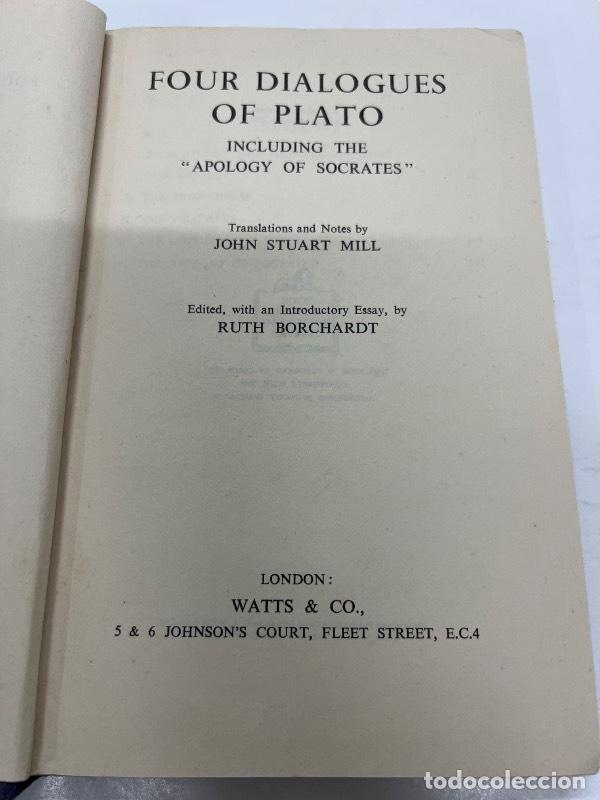 FOUR DIALOGUES
OF PLATO
INCLUDING THE
“APOLOGY OF SOCRATES”
Translations and Notes by
JOHN STUART MILL
Edited, with an Introductory Essay, by
RUTH BORCHARDT
LONDON:
WATTS & CO.,
5 & 6 JOHNSON'S COURT, FLEET STREET, E.C.4
todocoleccion